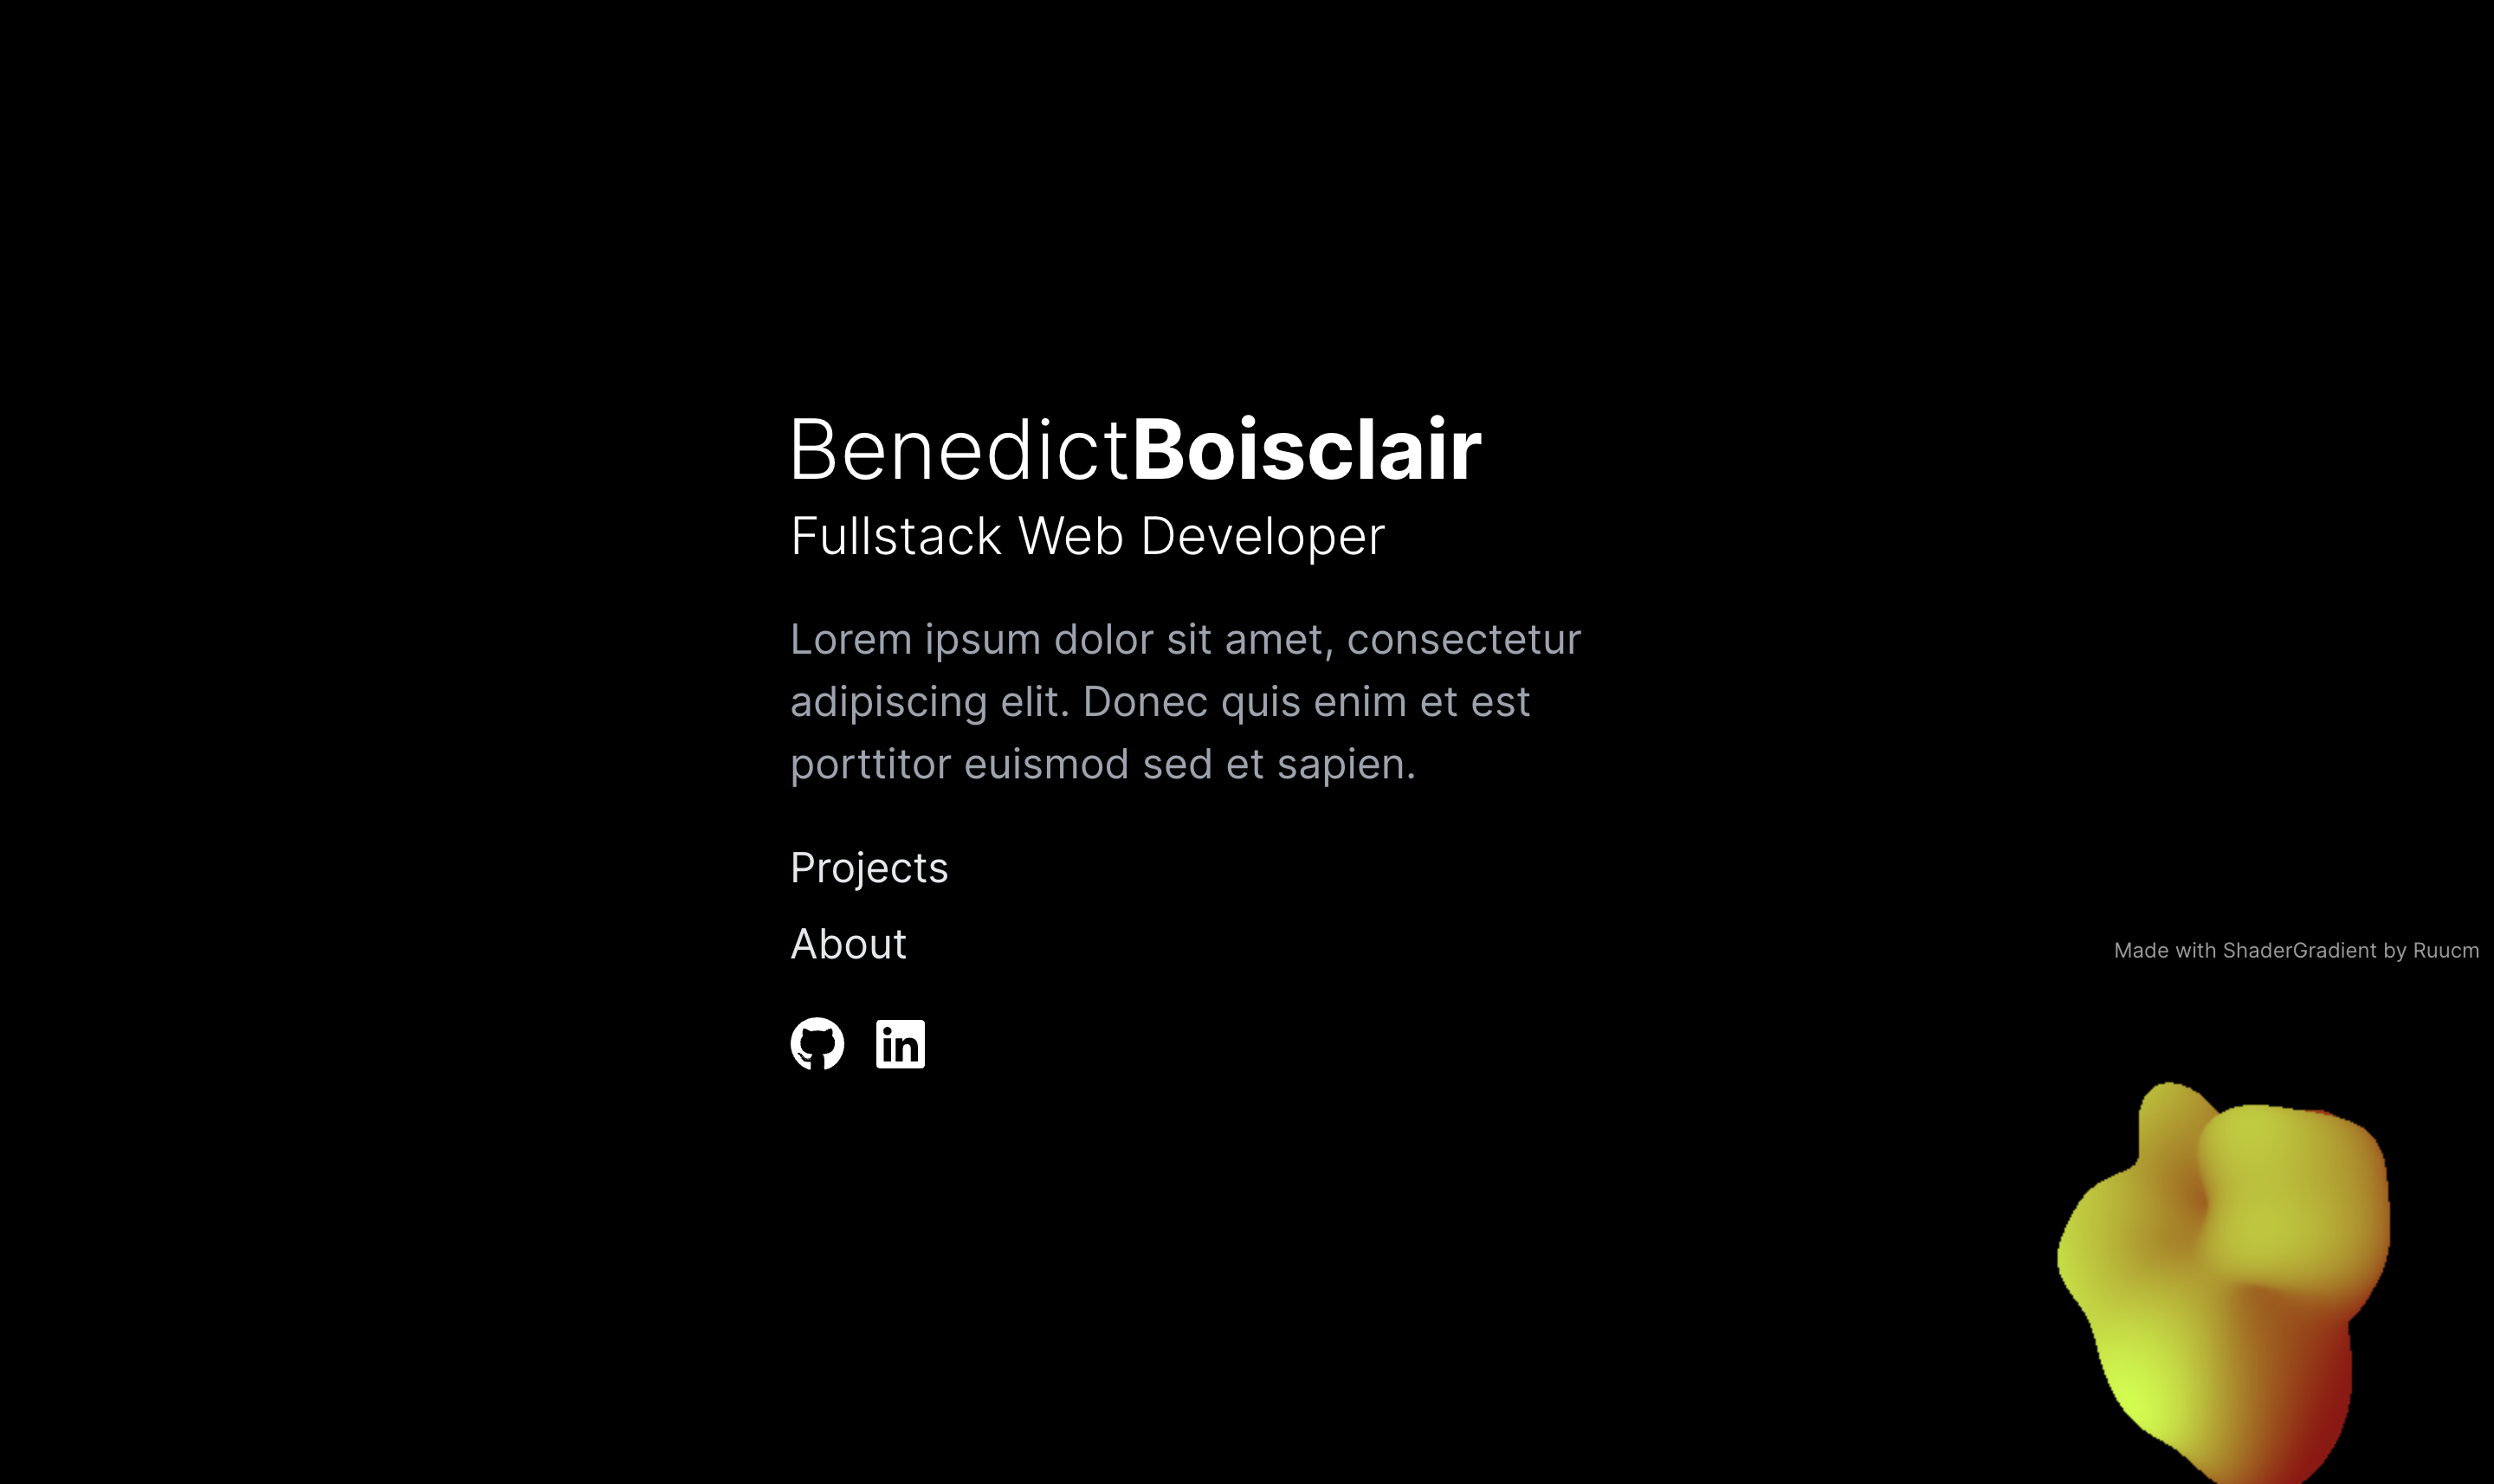 BenedictBoisclair
Fullstack Web Developer
Lorem ipsum dolor sit amet, consectetur
adipiscing elit. Donec quis enim et est
porttitor euismod sed et sapien.
Projects
About
Made with ShaderGradient by Ruucm
in